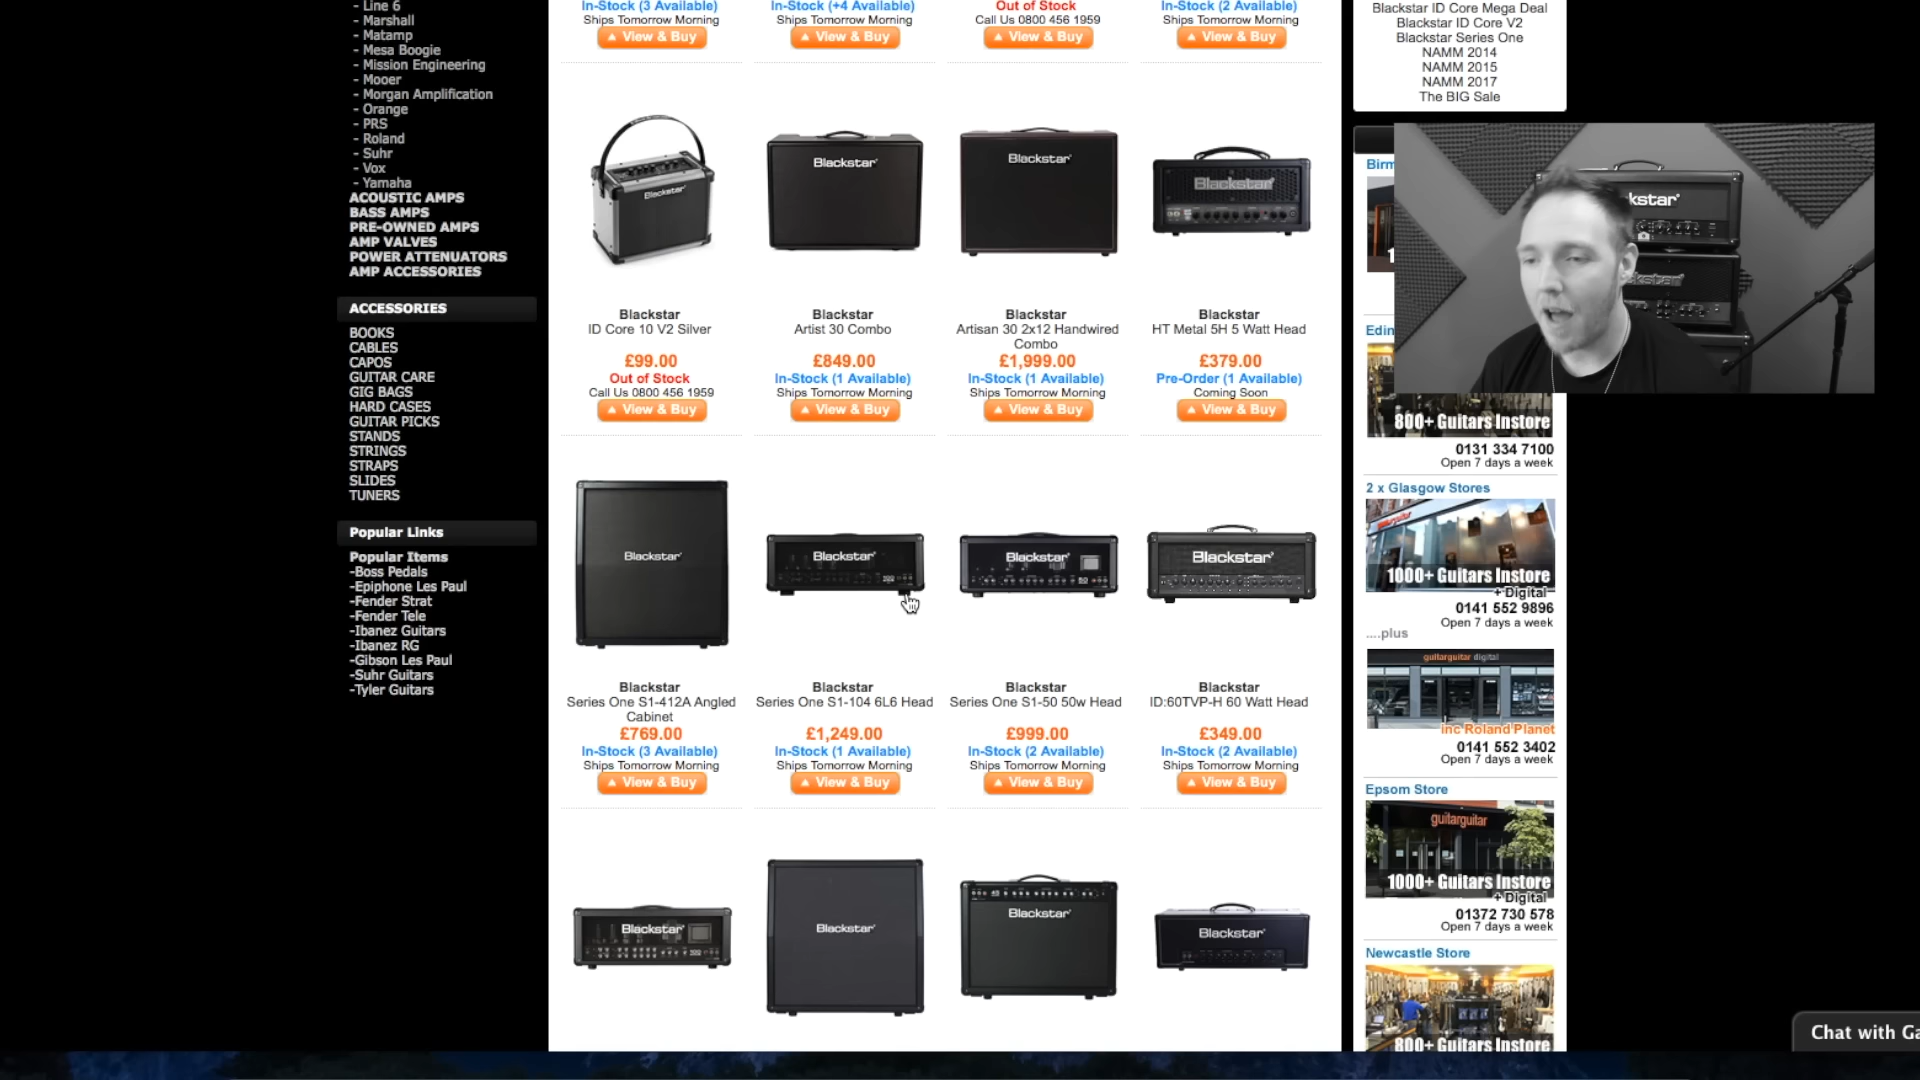 - Line 6
- Marshall
- Matamp
- Mesa Boogie
- Mission Engineering
- Mooer
- Morgan Amplification
- Orange
- PRS
- Roland
- Suhr
- Vox
- Yamaha
ACOUSTIC AMPS
BASS AMPS
PRE-OWNED AMPS
AMP VALVES
POWER ATTENUATORS
AMP ACCESSORIES
ACCESSORIES
BOOKS
CABLES
CAPOS
GUITAR CARE
GIG BAGS
HARD CASES
GUITAR PICKS
STANDS
STRINGS
STRAPS
SLIDES
TUNERS
Popular Links
Popular Items
-Boss Pedals
-Epiphone Les Paul
-Fender Strat
-Fender Tele
-Ibanez Guitars
-Ibanez RG
-Gibson Les Paul
-Suhr Guitars
-Tyler Guitars
In-Stock (3 Available)
Ships Tomorrow Morning
View & Buy
In-Stock (+4 Available)
Ships Tomorrow Morning
View & Buy
Out of Stock
Call Us 0800 456 1959
View & Buy
In-Stock (2 Available)
Ships Tomorrow Morning
View & Buy
Blackstar
Blackstar
ID Core 10 V2 Silver
£99.00
Out of Stock
Call Us 0800 456 1959
View & Buy
Blackstar
Blackstar
Artist 30 Combo
£849.00
In-Stock (1 Available)
Ships Tomorrow Morning
View & Buy
Blackstar
Blackstar
Artisan 30 2x12 Handwired
Combo
£1,999.00
In-Stock (1 Available)
Ships Tomorrow Morning
View & Buy
Blackstar
Blackstar
HT Metal 5H 5 Watt Head
£379.00
Pre-Order (1 Available)
Coming Soon
View & Buy
Blackstar
Blackstar
Series One S1-412A Angled
Cabinet
£769.00
In-Stock (3 Available)
Ships Tomorrow Morning
View & Buy
Blackstar
Blackstar
Series One S1-104 6L6 Head
£1,249.00
In-Stock (1 Available)
Ships Tomorrow Morning
View & Buy
Blackstar
Blackstar
Series One S1-50 50w Head
£999.00
In-Stock (2 Available)
Ships Tomorrow Morning
View & Buy
Blackstar
Blackstar
ID:60TVP-H 60 Watt Head
£349.00
In-Stock (2 Available)
Ships Tomorrow Morning
View & Buy
Blackstar
Blackstar
Blackstar
Blackstar
Blackstar ID Core Mega Deal
Blackstar ID Core V2
Blackstar Series One
NAMM 2014
NAMM 2015
NAMM 2017
The BIG Sale
Birm
kstar
Edin
800+ Guitars Instore
0131 334 7100
Open 7 days a week
2 x Glasgow Stores
1000+ Guitars Instore
+ Digital
0141 552 9896
Open 7 days a week
....plus
guitarguitar digital
inc Roland Planet
0141 552 3402
Open 7 days a week
Epsom Store
guitarguitar
1000+ Guitars Instore
+ Digital
01372 730 578
Open 7 days a week
Newcastle Store
800+ Guitars Instore
Chat with Ga